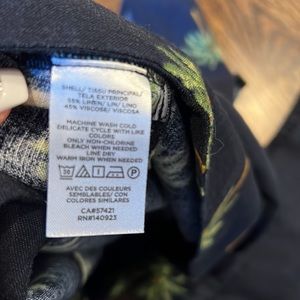 SHELL/ TISSU PRINCIPAL/
TELA EXTERIOR
55% LINEN/ LIN/ LINO
45% VISCOSE/ VISCOSE
MACHINE WASH COLD
DELICATE CYCLE WITH LIKE
COLORS
ONLY NON-CHLORINE
BLEACH WHEN NEEDED
LINE DRY
WARM IRON WHEN NEEDED
30
AVEC DES COULEURS
SEMBLABLES/ CON
COLORES SIMILARES
CA#57421
RN#140923